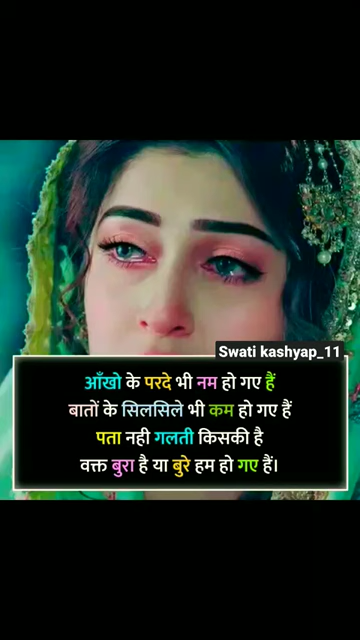 Swati kashyap_11
आँखो के परदे भी नम हो गए हैं
बातों के सिलसिले भी कम हो गए हैं
पता नही गलती किसकी है
वक्त बुरा है या बुरे हम हो गए हैं।